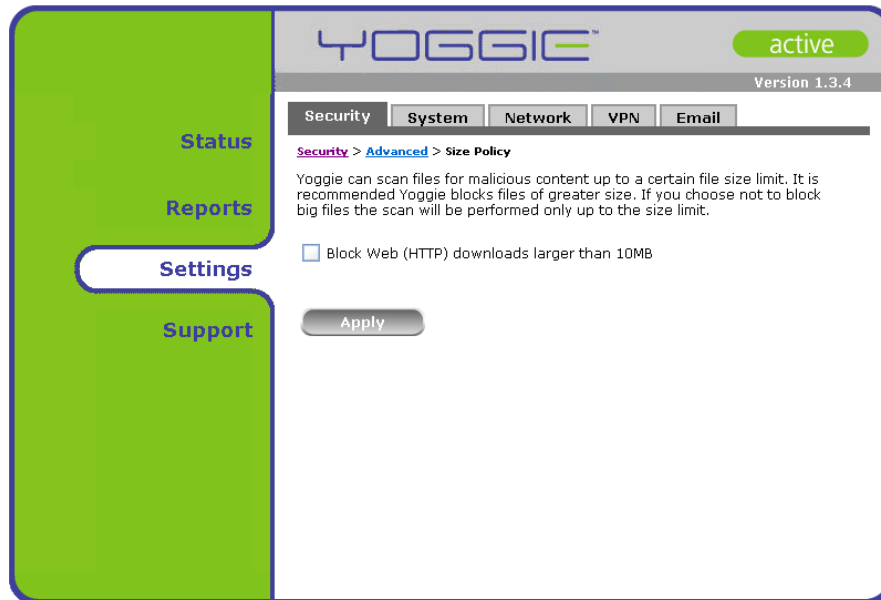 YOGGIE™
active
Version 1.3.4
Security System Network VPN Email
Status
Reports
Settings
Support
Security > Advanced > Size Policy
Yoggie can scan files for malicious content up to a certain file size limit. It is
recommended Yoggie blocks files of greater size. If you choose not to block
big files the scan will be performed only up to the size limit.
Block Web (HTTP) downloads larger than 10MB
Apply